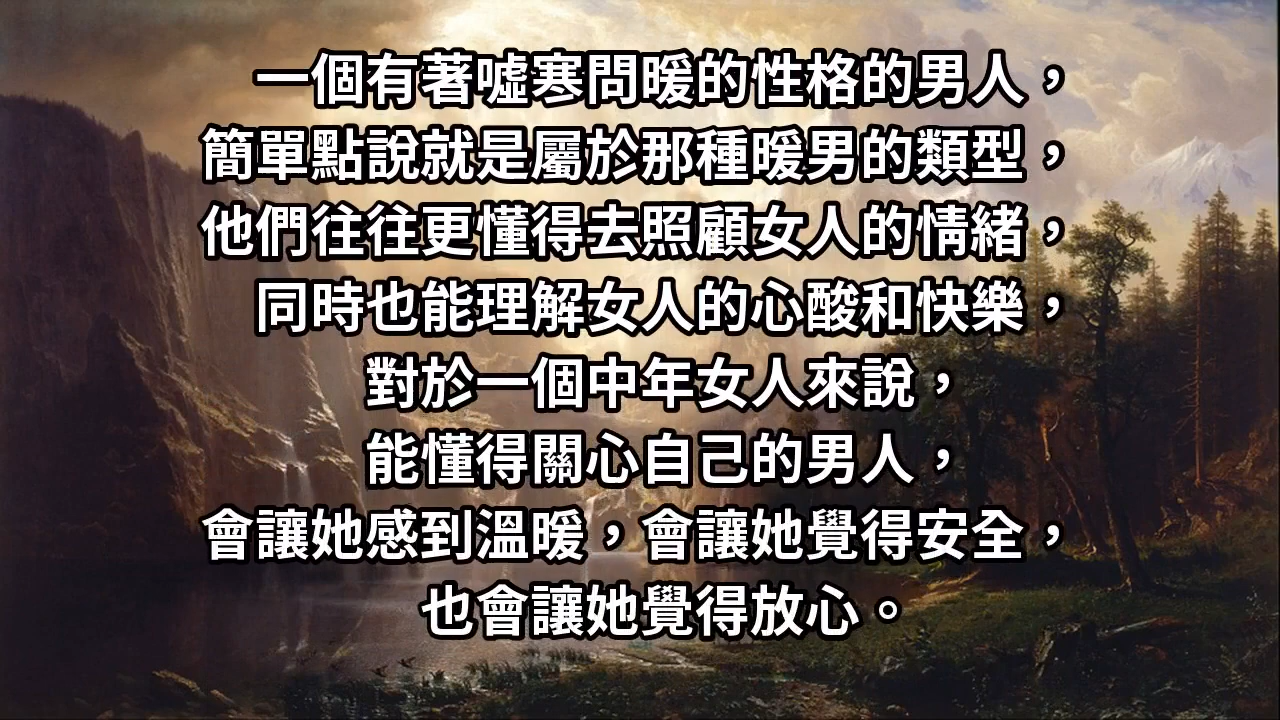 一個有著噓寒問暖的性格的男人，
簡單點說就是屬於那種暖男的類型，
他們往往更懂得去照顧女人的情緒，
同時也能理解女人的心酸和快樂，
對於一個中年女人來說，
能懂得關心自己的男人，
會讓她感到溫暖，會讓她覺得安全，
也會讓她覺得放心。